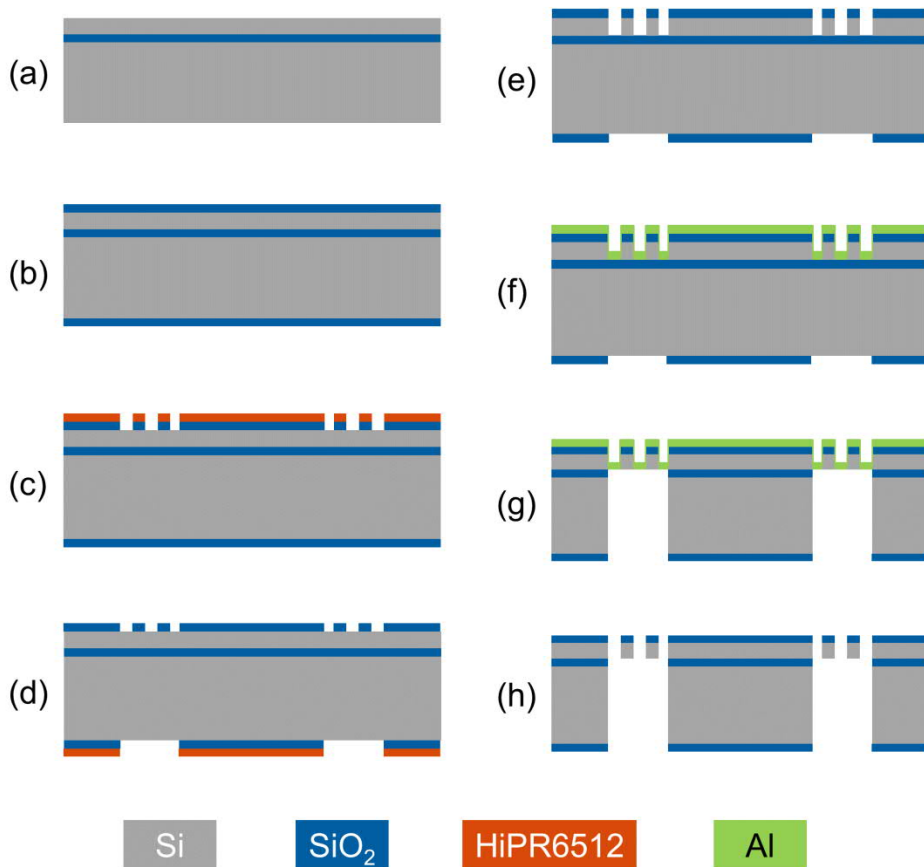 (a)
(b)
(c)
(d)
(e)
(f)
(g)
(h)
Si SiO₂ HiPR6512 Al